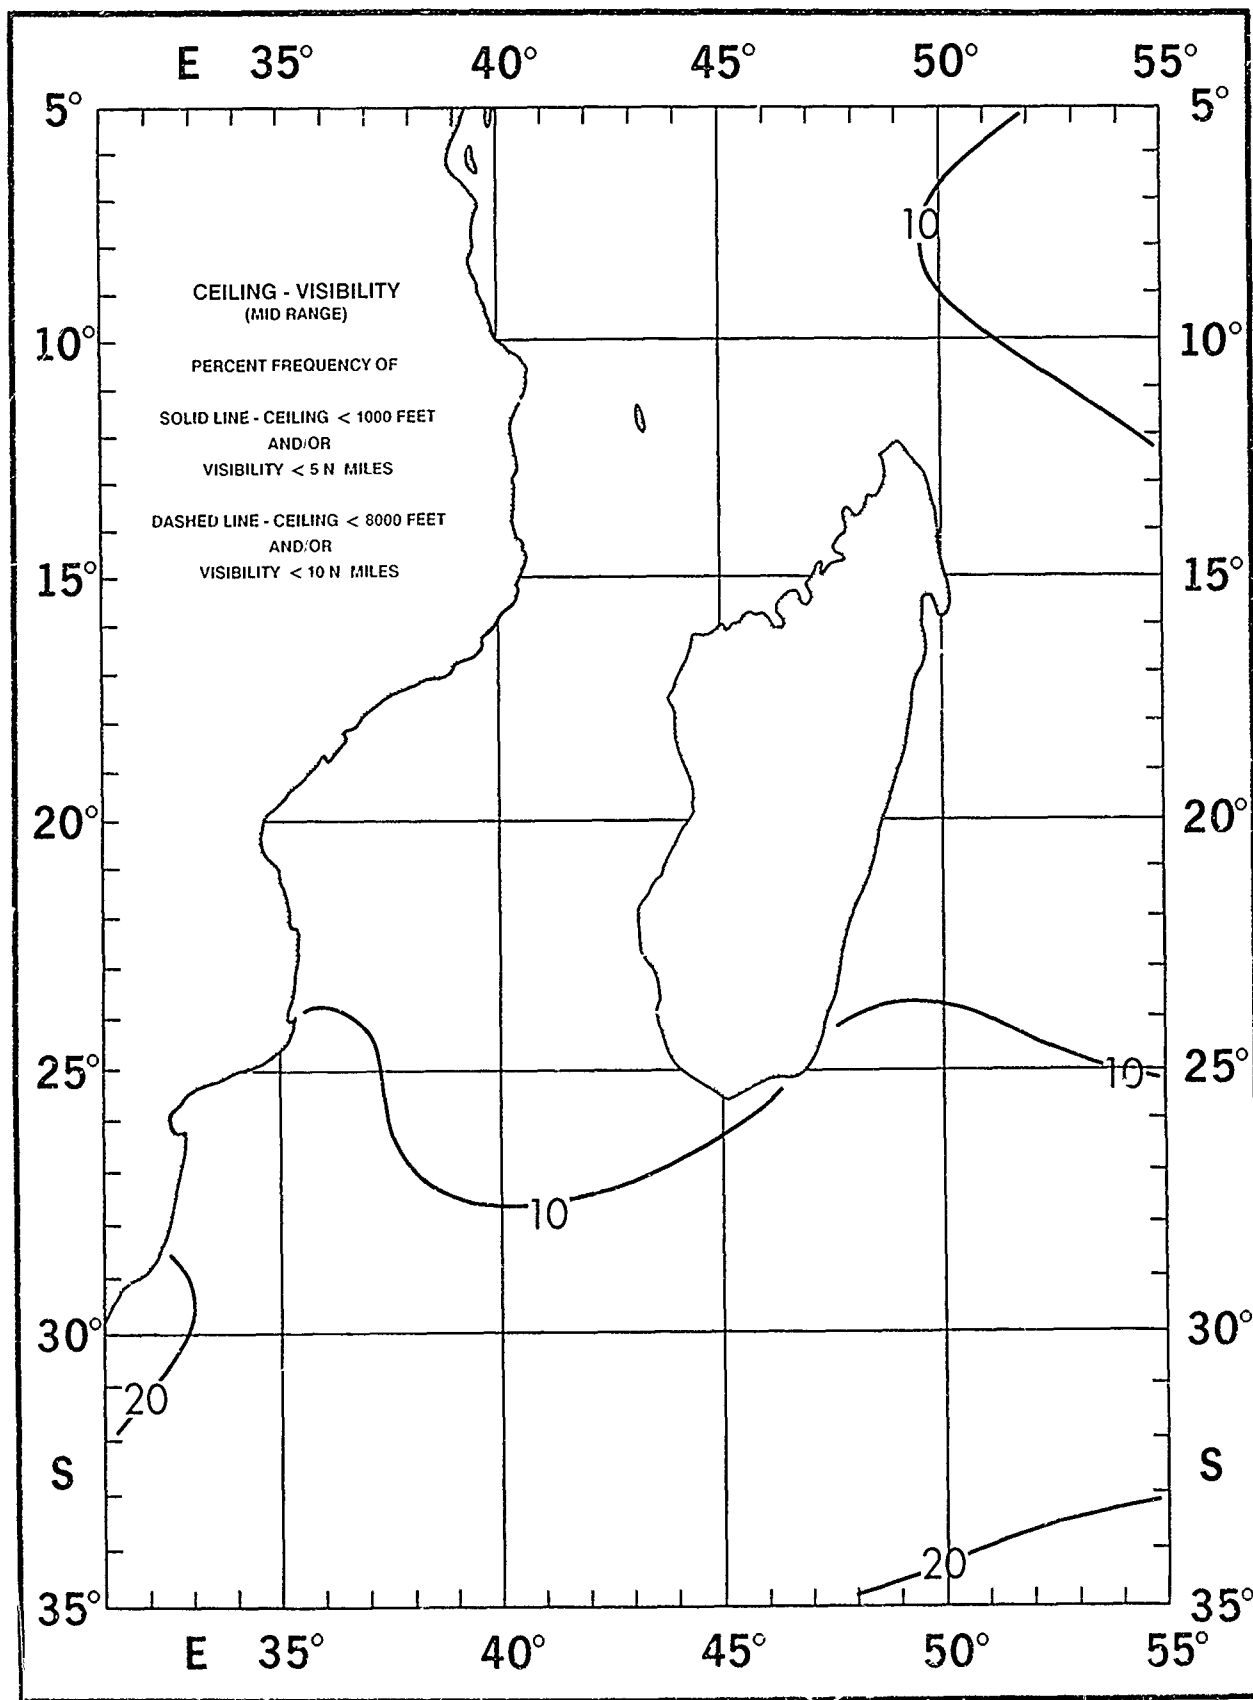 E 35° 40° 45° 50° 55°
5° 5°
10
CEILING - VISIBILITY
(MID RANGE)
10° 10°
PERCENT FREQUENCY OF
SOLID LINE - CEILING < 1000 FEET
AND/OR
VISIBILITY < 5 N MILES
DASHED LINE - CEILING < 8000 FEET
AND/OR
VISIBILITY < 10 N MILES
15° 15°
20° 20°
25° 10 25°
10
30° 30°
20
S S
20
35° 35°
E 35° 40° 45° 50° 55°